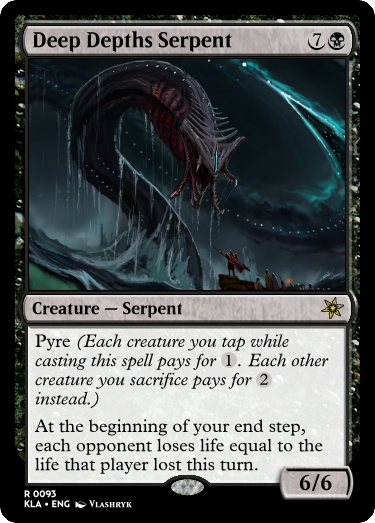 Deep Depths Serpent 7
Creature — Serpent
Pyre (Each creature you tap while
casting this spell pays for 1. Each other
creature you sacrifice pays for 2
instead.)
At the beginning of your end step,
each opponent loses life equal to the
life that player lost this turn.
6/6
R 0093
KLA • ENG Vlashryk